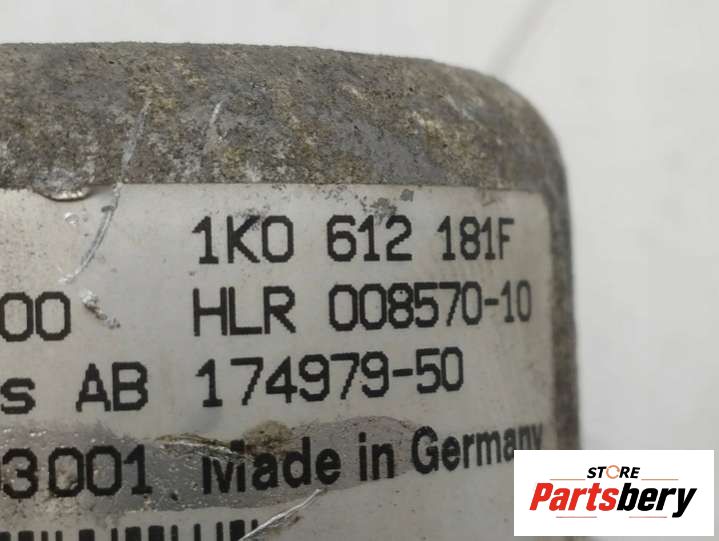 1K0 612 181F
00 HLR 008570-10
s AB 174979-50
3001 Made in Germany
STORE
Partsbery